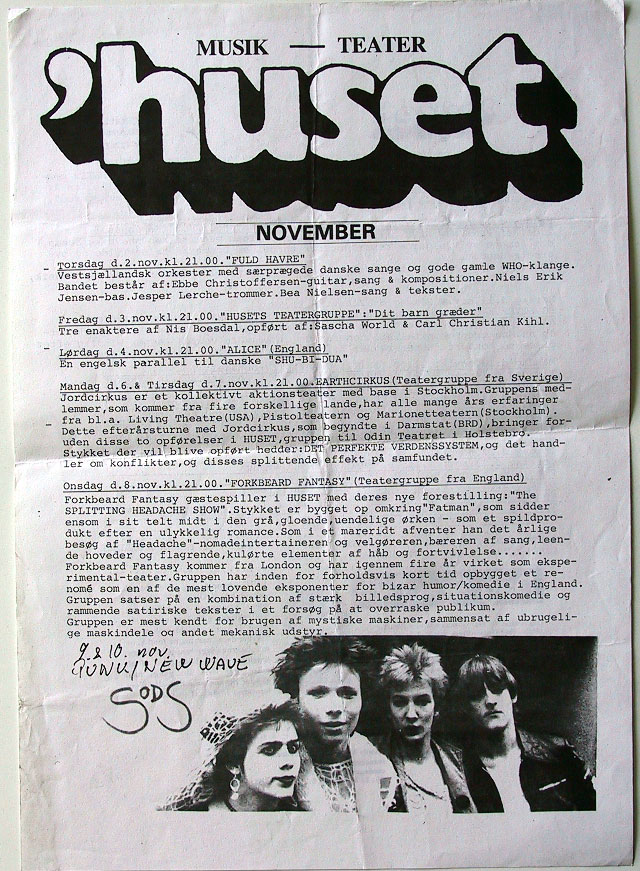 MUSIK — TEATER
'huset
NOVEMBER
- Torsdag d.2.nov.kl.21.00."FULD HAVRE"
Vestsjællandsk orkester med særprægede danske sange og gode gamle WHO-klange.
Bandet består af:Ebbe Christoffersen-guitar,sang & kompositioner.Niels Erik
Jensen-bas.Jesper Lerche-trommer.Bea Nielsen-sang & tekster.
Fredag d.3.nov.kl.21.00."HUSETS TEATERGRUPPE":"Dit barn græder"
Tre enaktere af Nis Boesdal,opført af:Sascha World & Carl Christian Kihl.
- Lørdag d.4.nov.kl.21.00."ALICE"(England)
En engelsk parallel til danske "SHU-BI-DUA"
Mandag d.6.& Tirsdag d.7.nov.kl.21.00.EARTHCIRKUS(Teatergruppe fra Sverige)
Jordcirkus er et kollektivt aktionsteater med base i Stockholm.Gruppens med-
lemmer,som kommer fra fire forskellige lande,har alle mange års erfaringer
fra bl.a. Living Theatre(USA),Pistolteatern og Marionetteatern(Stockholm).
- Dette efterårsturne med Jordcirkus,som begyndte i Darmstat(BRD),bringer for-
uden disse to opførelser i HUSET,gruppen til Odin Teatret i Holstebro.
Stykket der vil blive opført hedder:DET PERFEKTE VERDENSSYSTEM,og det hand-
ler om konflikter,og disses splittende effekt på samfundet.
Onsdag d.8.nov.kl.21.00."FORKBEARD FANTASY"(Teatergruppe fra England)
Forkbeard Fantasy gæstespiller i HUSET med deres nye forestilling:"The
SPLITTING HEADACHE SHOW".Stykket er bygget op omkring"Fatman",som sidder
ensom i sit telt midt i den grå,gloende,uendelige ørken - som et spildpro-
dukt efter en ulykkelig romance.Som i et mareridt afventer han det årlige
besøg af "Headache"-nomadeintertaineren og velgøreren,bæreren af sang,leen-
de hoveder og flagrende,kulørte elementer af håb og fortvivlelse.......
Forkbeard Fantasy kommer fra London og har igennem fire år virket som ekspe-
rimental-teater.Gruppen har inden for forholdsvis kort tid opbygget et re-
nomé som en af de mest lovende eksponenter for bizar humor/komedie i England.
Gruppen satser på en kombination af stærk  billedsprog,situationskomedie og
rammende satiriske tekster i et forsøg på at overraske publikum.
Gruppen er mest kendt for brugen af mystiske maskiner,sammensat af ubrugeli-
ge maskindele og andet mekanisk udstyr.
9 & 10. nov.
PUNK/NEW WAVE
SODS